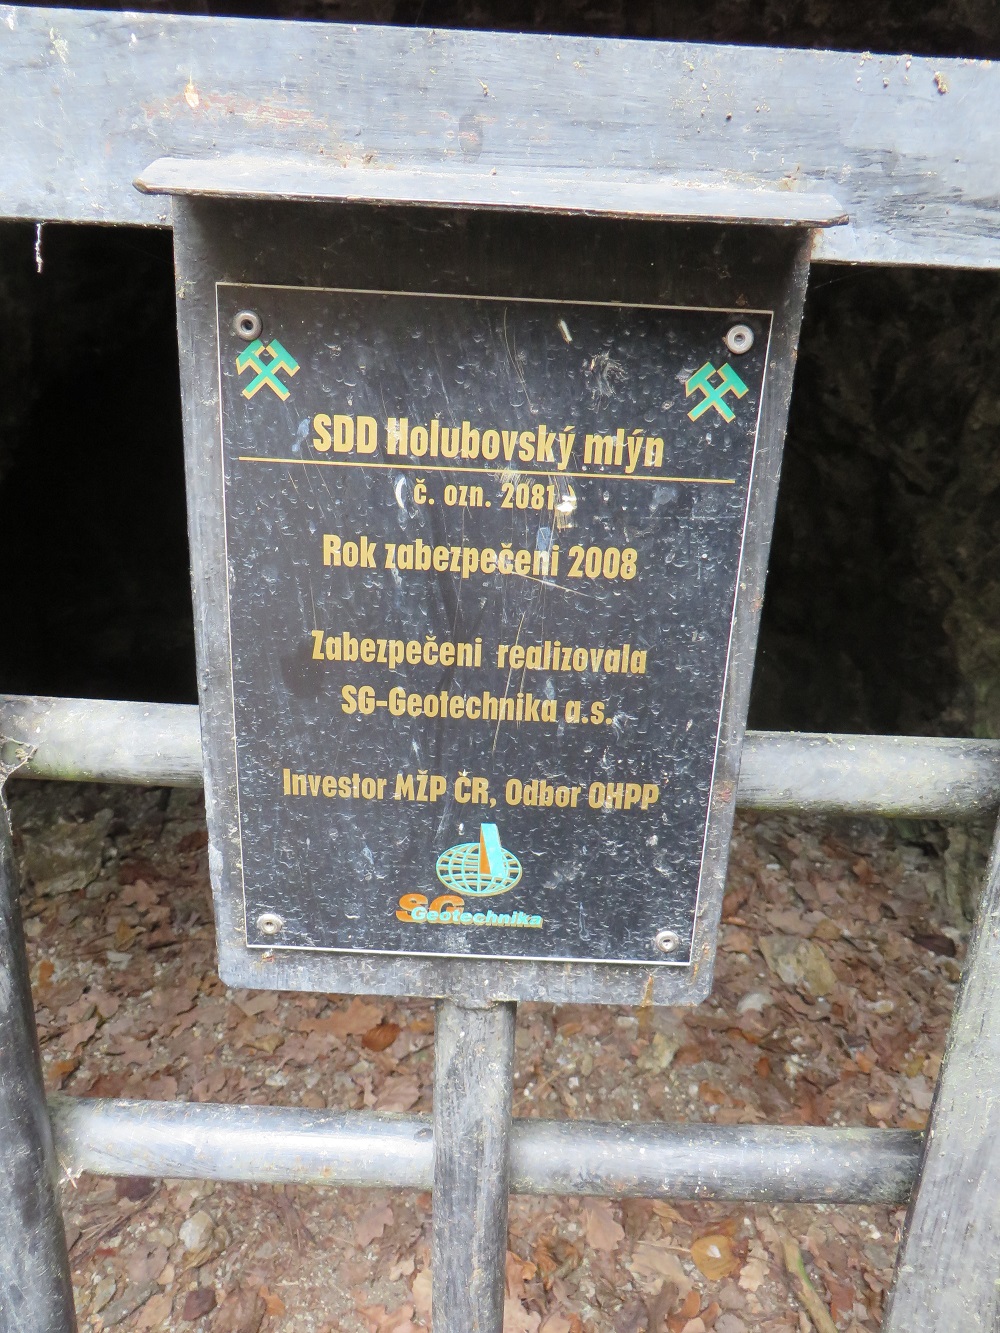 SDD Holubovský mlýn
č. ozn. 2081
Rok zabezpečeni 2008
Zabezpečeni realizovala
SG-Geotechnika a.s.
Investor MŽP ČR, Odbor OHPP
SG
Geotechnika